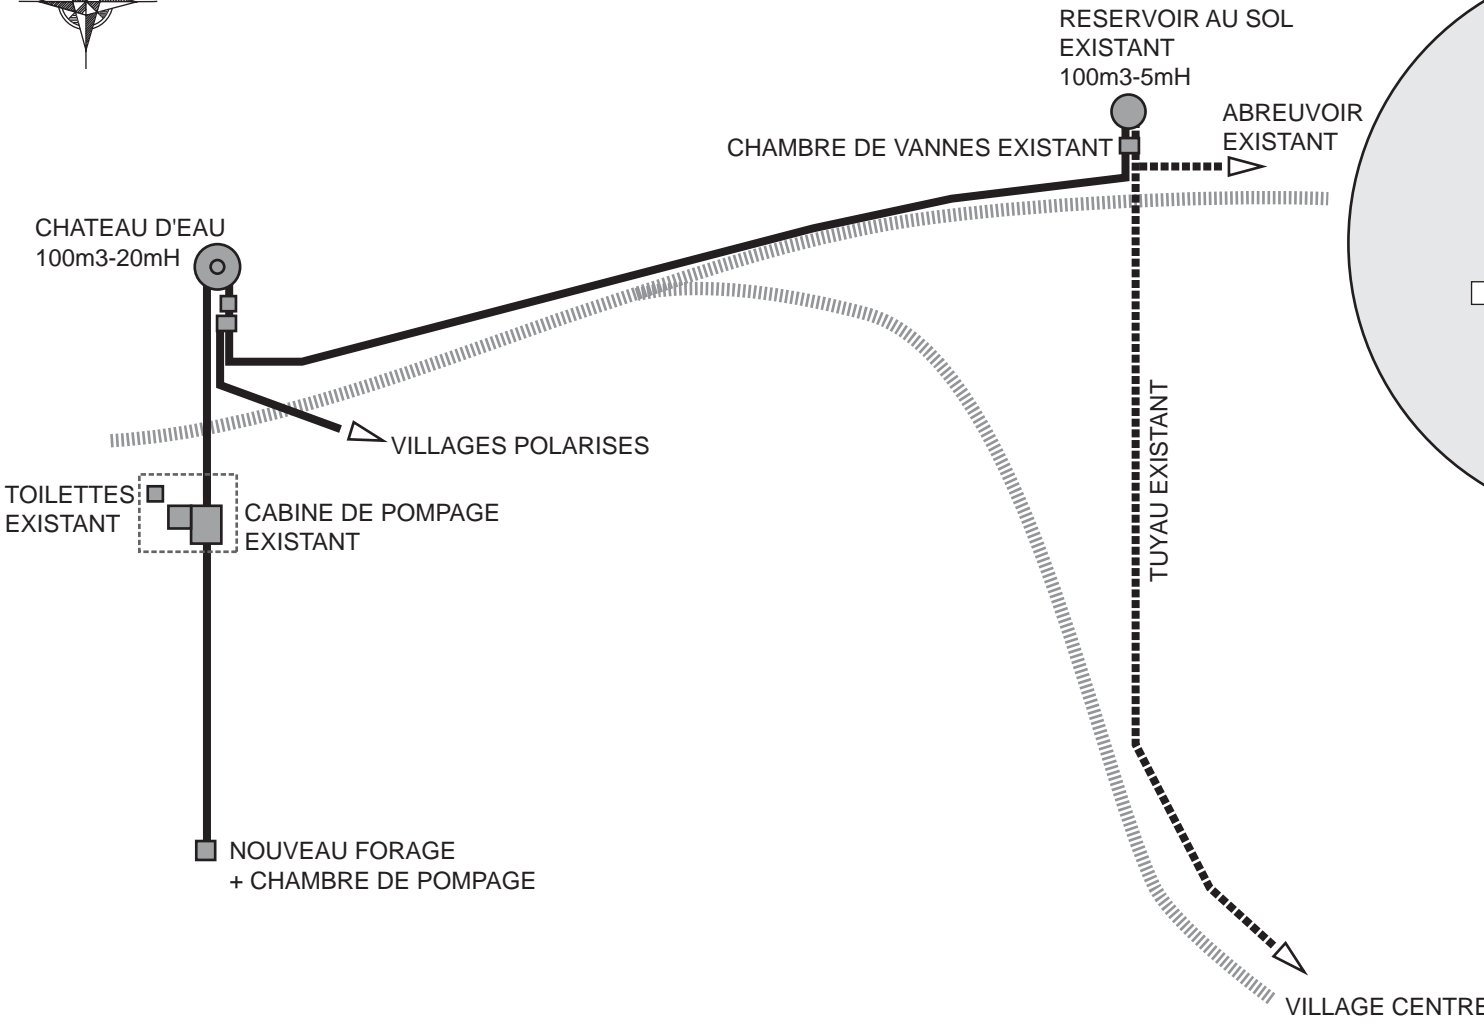 RESERVOIR AU SOL
EXISTANT
100m3-5mH
ABREUVOIR
EXISTANT
CHAMBRE DE VANNES EXISTANT
CHATEAU D'EAU
100m3-20mH
VILLAGES POLARISES
TOILETTES
EXISTANT
CABINE DE POMPAGE
EXISTANT
TUYAU EXISTANT
NOUVEAU FORAGE
+ CHAMBRE DE POMPAGE
VILLAGE CENTRE